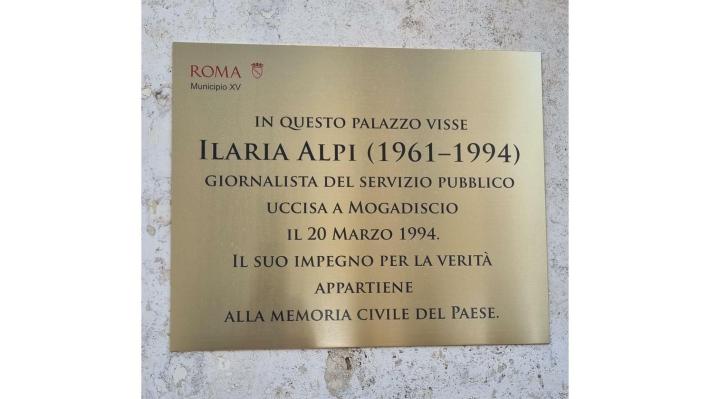 ROMA
Municipio XV
IN QUESTO PALAZZO VISSE
ILARIA ALPI (1961–1994)
GIORNALISTA DEL SERVIZIO PUBBLICO
UCCISA A MOGADISCIO
IL 20 MARZO 1994.
IL SUO IMPEGNO PER LA VERITÀ
APPARTIENE
ALLA MEMORIA CIVILE DEL PAESE.